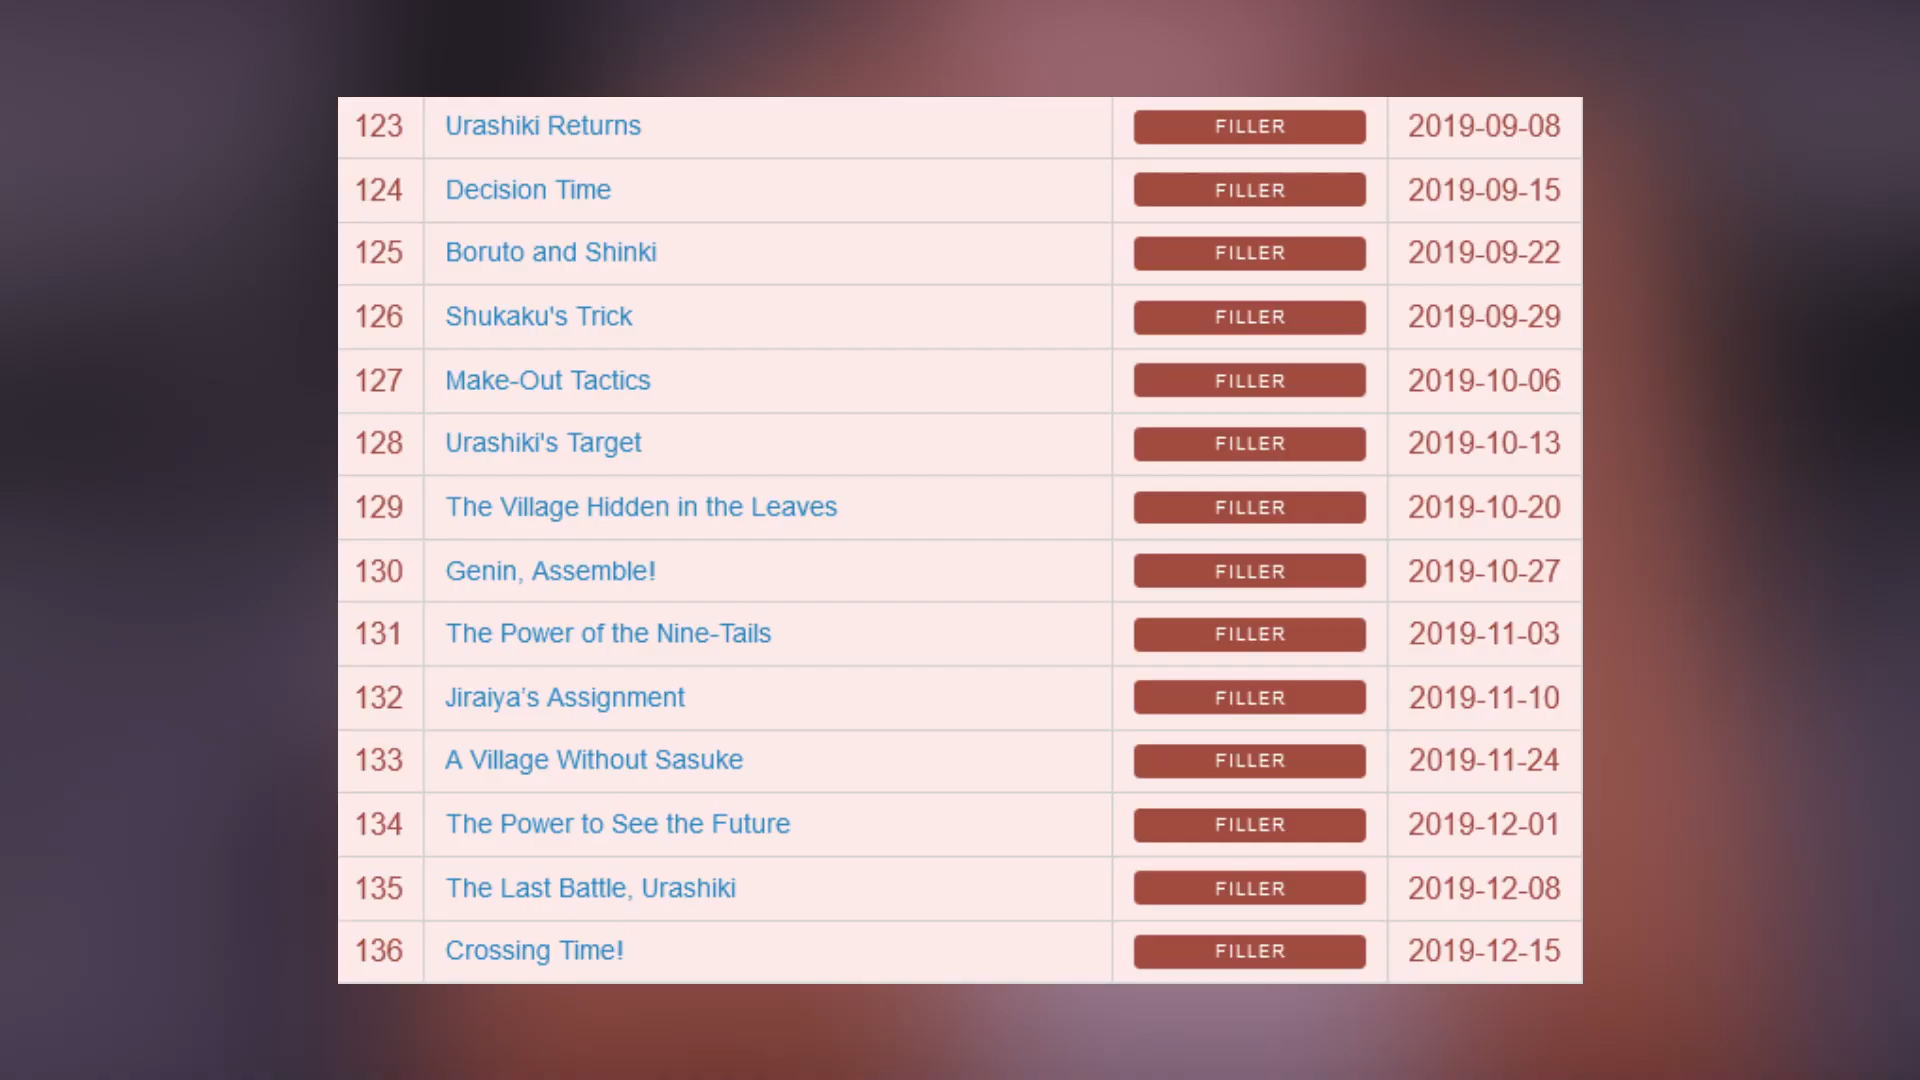 123 Urashiki Returns FILLER 2019-09-08
124 Decision Time FILLER 2019-09-15
125 Boruto and Shinki FILLER 2019-09-22
126 Shukaku's Trick FILLER 2019-09-29
127 Make-Out Tactics FILLER 2019-10-06
128 Urashiki's Target FILLER 2019-10-13
129 The Village Hidden in the Leaves FILLER 2019-10-20
130 Genin, Assemble! FILLER 2019-10-27
131 The Power of the Nine-Tails FILLER 2019-11-03
132 Jiraiya’s Assignment FILLER 2019-11-10
133 A Village Without Sasuke FILLER 2019-11-24
134 The Power to See the Future FILLER 2019-12-01
135 The Last Battle, Urashiki FILLER 2019-12-08
136 Crossing Time! FILLER 2019-12-15